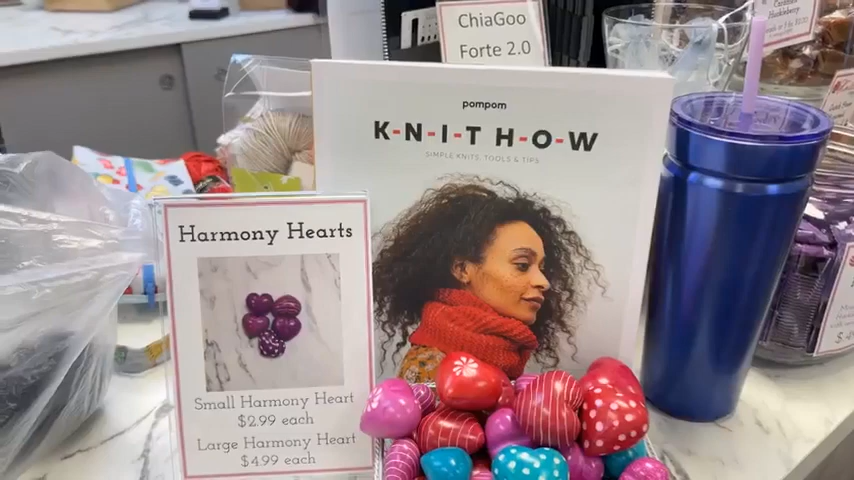 ChiaGoo
Forte 2.0
pompom
K-N-I-T H-O-W
SIMPLE KNITS, TOOLS & TIPS
Harmony Hearts
Small Harmony Heart
$2.99 each
Large Harmony Heart
$4.99 each
Huckleberry